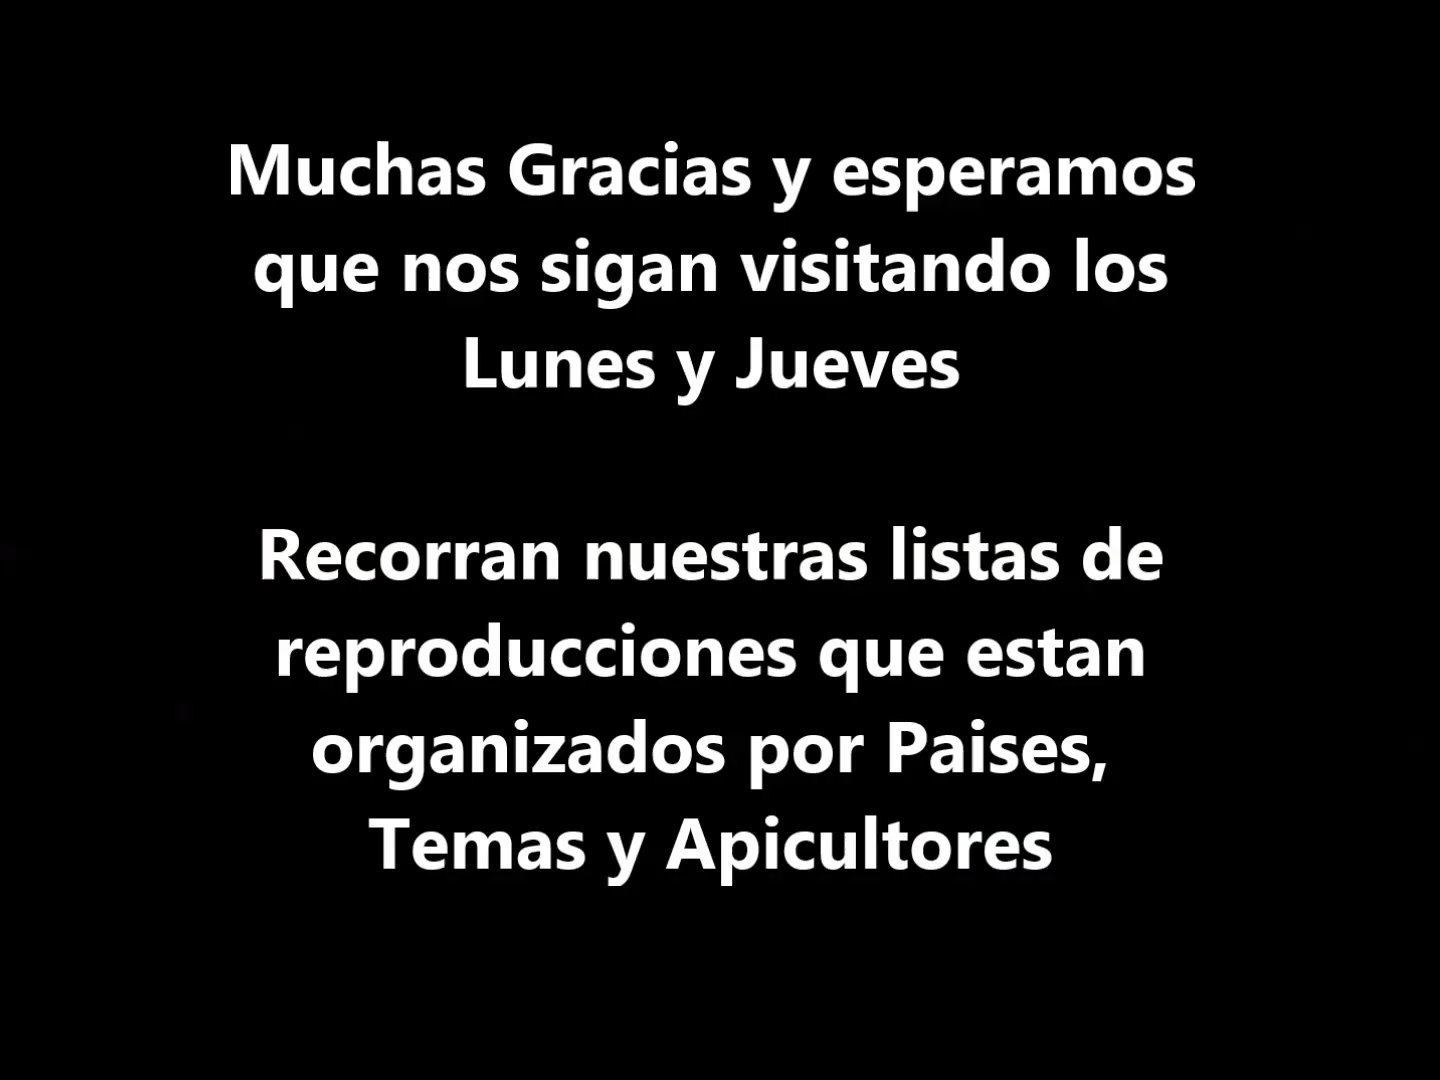 Muchas Gracias y esperamos
que nos sigan visitando los
Lunes y Jueves
Recorran nuestras listas de
reproducciones que estan
organizados por Paises,
Temas y Apicultores